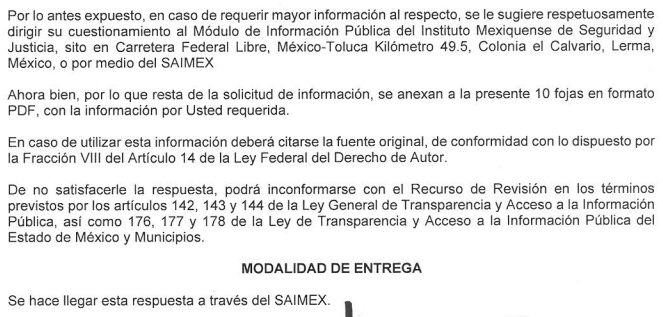 Por lo antes expuesto, en caso de requerir mayor información al respecto, se le sugiere respetuosamente
dirigir su cuestionamiento al Módulo de Información Pública del Instituto Mexiquense de Seguridad y
Justicia, sito en Carretera Federal Libre, México-Toluca Kilómetro 49.5, Colonia el Calvario, Lerma,
México, o por medio del SAIMEX
Ahora bien, por lo que resta de la solicitud de información, se anexan a la presente 10 fojas en formato
PDF, con la información por Usted requerida.
En caso de utilizar esta información deberá citarse la fuente original, de conformidad con lo dispuesto por
la Fracción VIII del Artículo 14 de la Ley Federal del Derecho de Autor.
De no satisfacerle la respuesta, podrá inconformarse con el Recurso de Revisión en los términos
previstos por los artículos 142, 143 y 144 de la Ley General de Transparencia y Acceso a la Información
Pública, así como 176, 177 y 178 de la Ley de Transparencia y Acceso a la Información Pública del
Estado de México y Municipios.
MODALIDAD DE ENTREGA
Se hace llegar esta respuesta a través del SAIMEX.